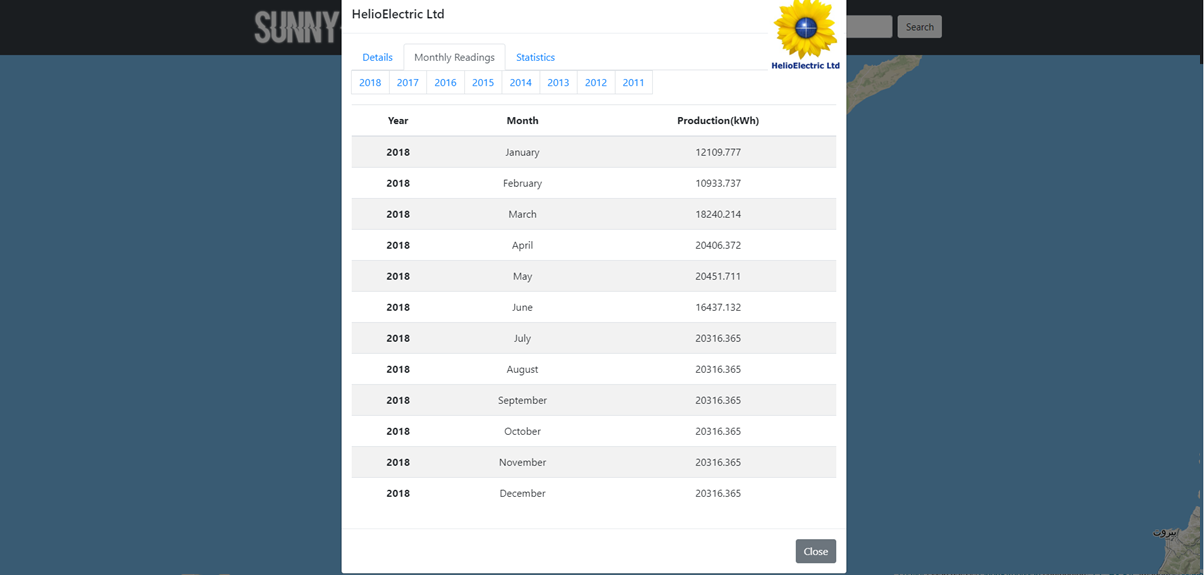 HelioElectric Ltd
SUNNY
HelioElectric Ltd
Search
Details Monthly Readings Statistics
2018 2017 2016 2015 2014 2013 2012 2011
Year Month Production(kWh)
2018 January 12109.777
2018 February 10933.737
2018 March 18240.214
2018 April 20406.372
2018 May 20451.711
2018 June 16437.132
2018 July 20316.365
2018 August 20316.365
2018 September 20316.365
2018 October 20316.365
2018 November 20316.365
2018 December 20316.365
بيروت
Close